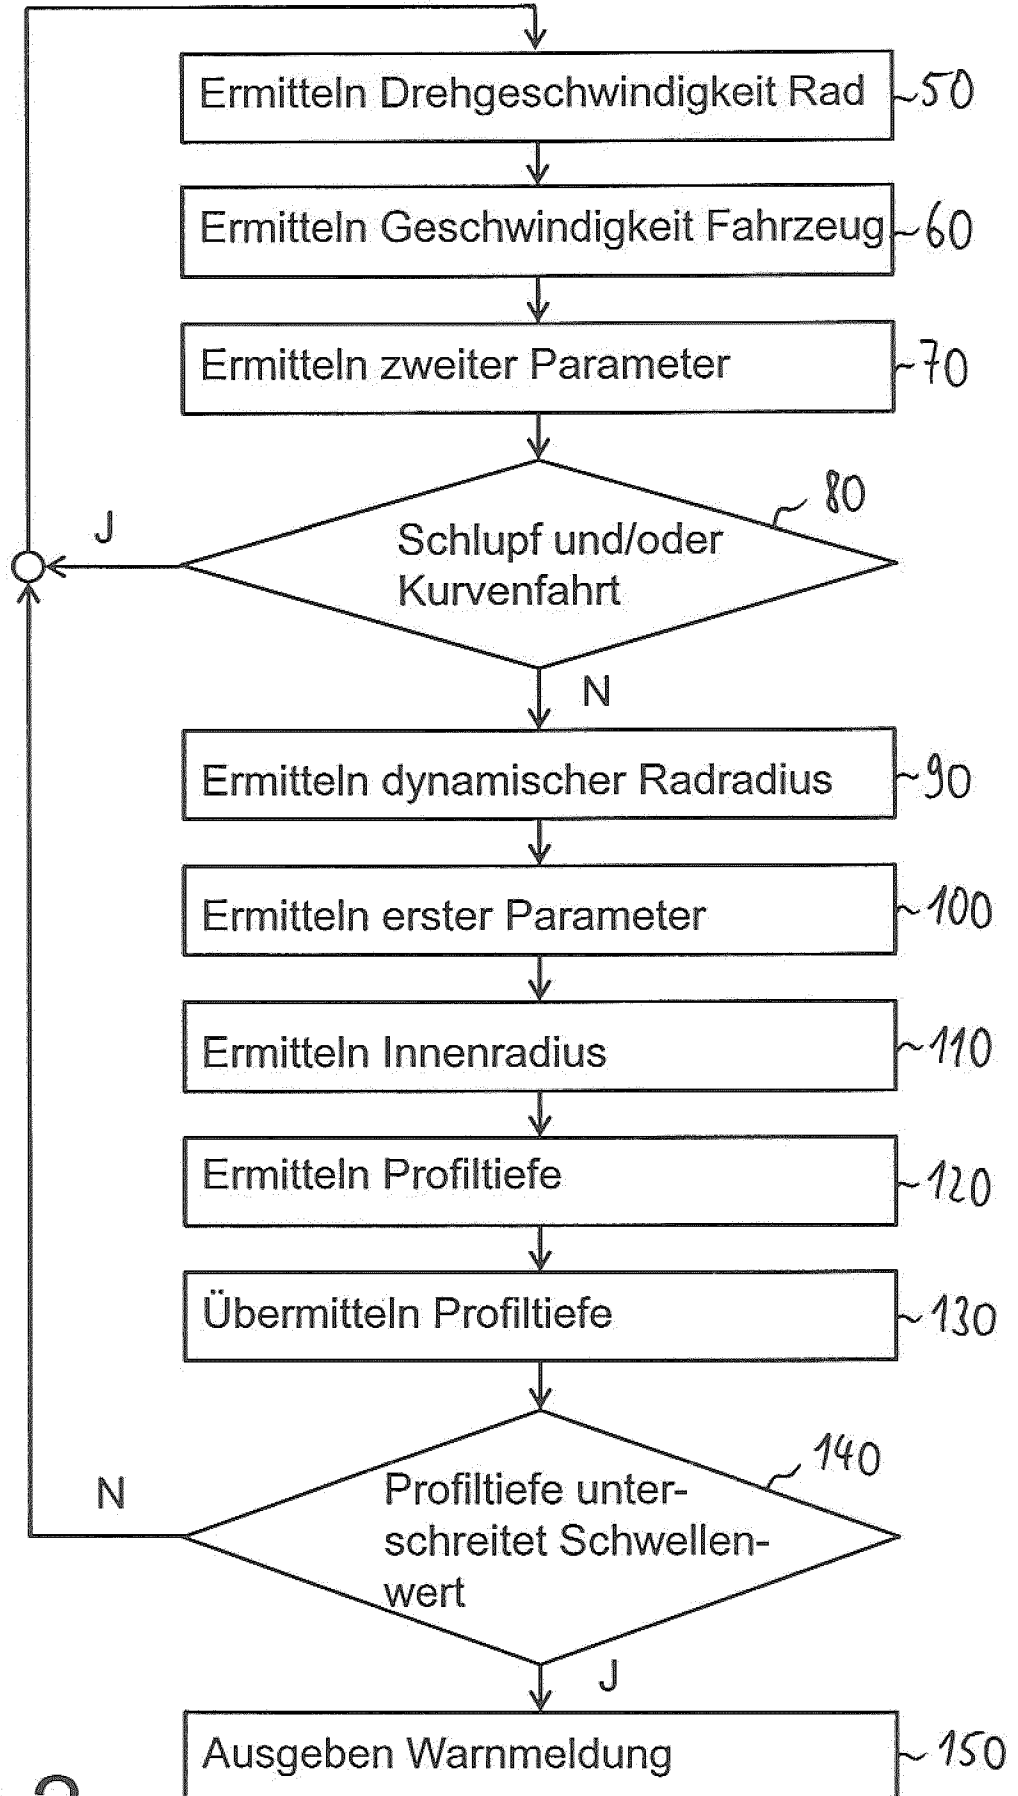 Ermitteln Drehgeschwindigkeit Rad 50
Ermitteln Geschwindigkeit Fahrzeug 60
Ermitteln zweiter Parameter 70
80
J
Schlupf und/oder
Kurvenfahrt
N
Ermitteln dynamischer Radradius 90
Ermitteln erster Parameter 100
Ermitteln Innenradius 110
Ermitteln Profiltiefe 120
Übermitteln Profiltiefe 130
140
N
Profiltiefe unter-
schreitet Schwellen-
wert
J
Ausgeben Warnmeldung 150